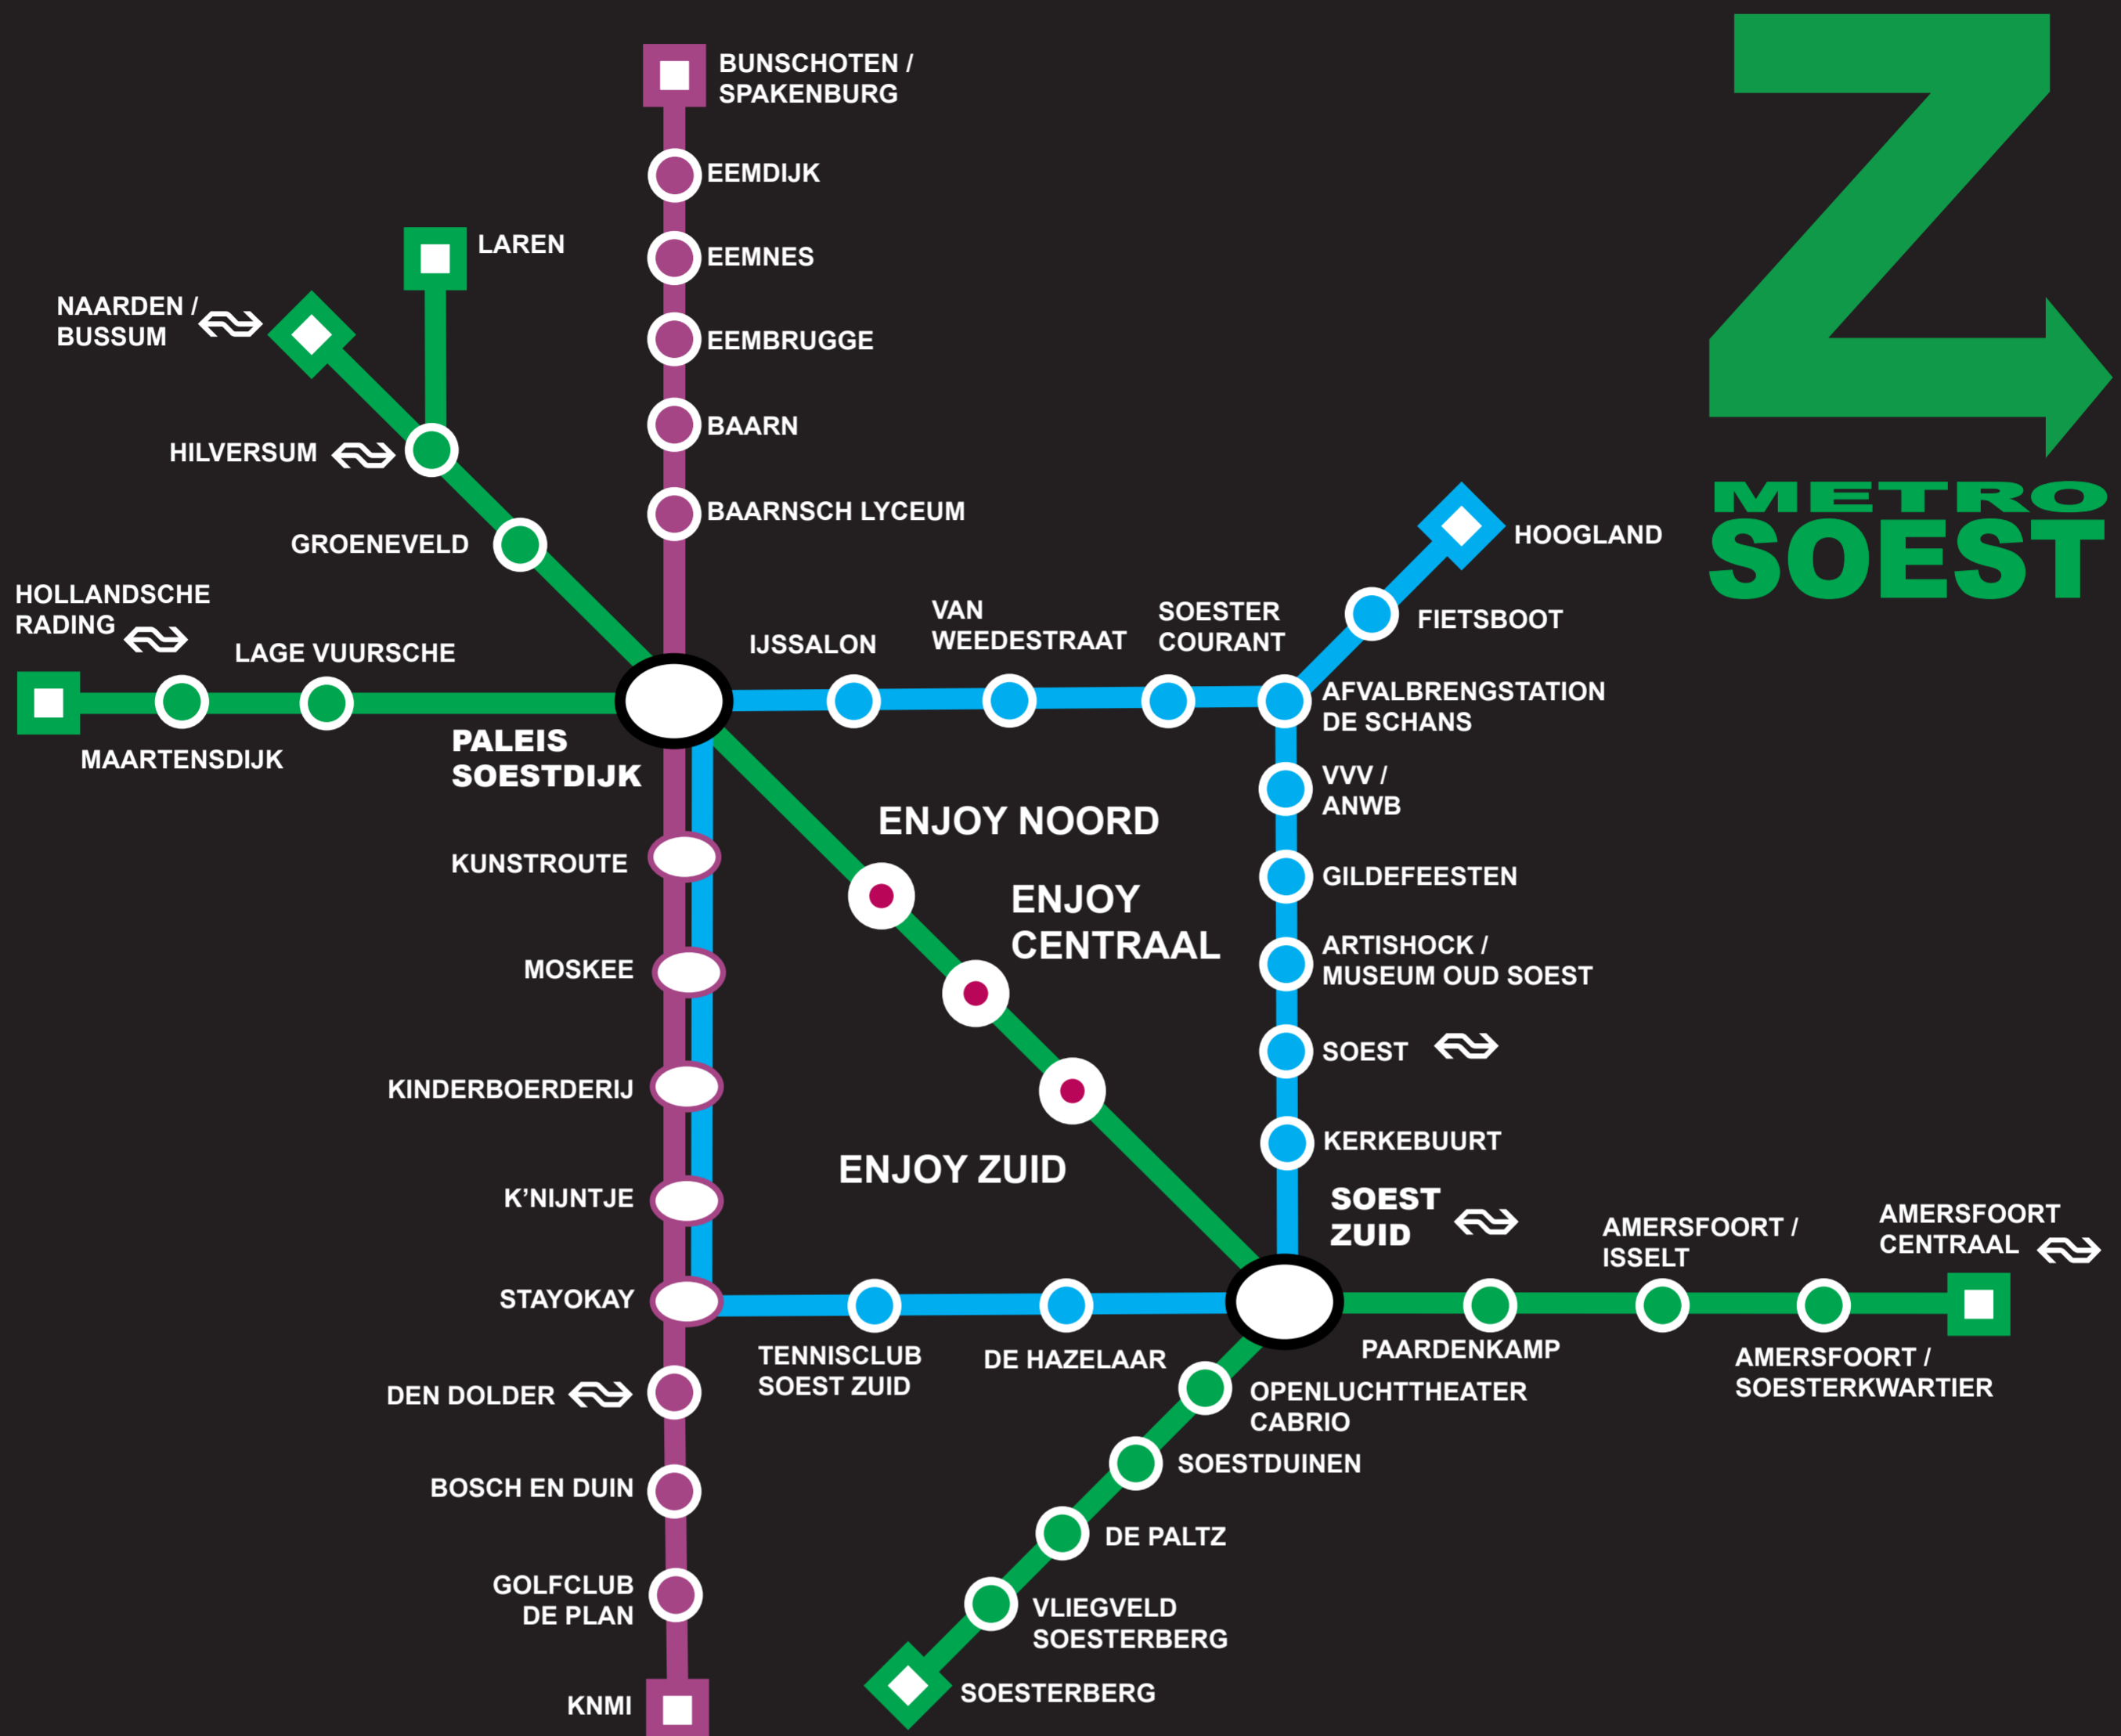 BUNSCHOTEN /
SPAKENBURG
EEMDIJK
LAREN
EEMNES
NAARDEN /
BUSSUM
EEMBRUGGE
BAARN
HILVERSUM
BAARNSCH LYCEUM
METRO
SOEST
HOOGLAND
GROENEVELD
HOLLANDSCHE
RADING
LAGE VUURSCHE
IJSSALON
VAN
WEEDESTRAAT
SOESTER
COURANT
FIETSBOOT
AFVALBRENGSTATION
DE SCHANS
MAARTENSDIJK
PALEIS
SOESTDIJK
VVV /
ANWB
ENJOY NOORD
KUNSTROUTE
GILDEFEESTEN
ENJOY
CENTRAAL
MOSKEE
ARTISHOCK /
MUSEUM OUD SOEST
SOEST
KINDERBOERDERIJ
KERKEBUURT
ENJOY ZUID
K’NIJNTJE
SOEST
ZUID
AMERSFOORT /
ISSELT
AMERSFOORT
CENTRAAL
STAYOKAY
TENNISCLUB
SOEST ZUID
DE HAZELAAR
PAARDENKAMP
AMERSFOORT /
SOESTERKWARTIER
DEN DOLDER
OPENLUCHTTHEATER
CABRIO
SOESTDUINEN
BOSCH EN DUIN
DE PALTZ
GOLFCLUB
DE PLAN
VLIEGVELD
SOESTERBERG
KNMI
SOESTERBERG